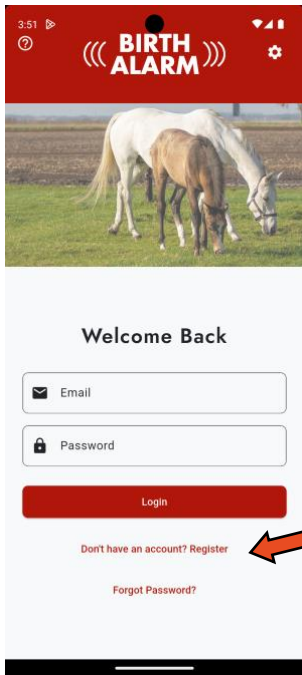 3:51
BIRTH
ALARM
Welcome Back
Email
Password
Login
Don't have an account? Register
Forgot Password?